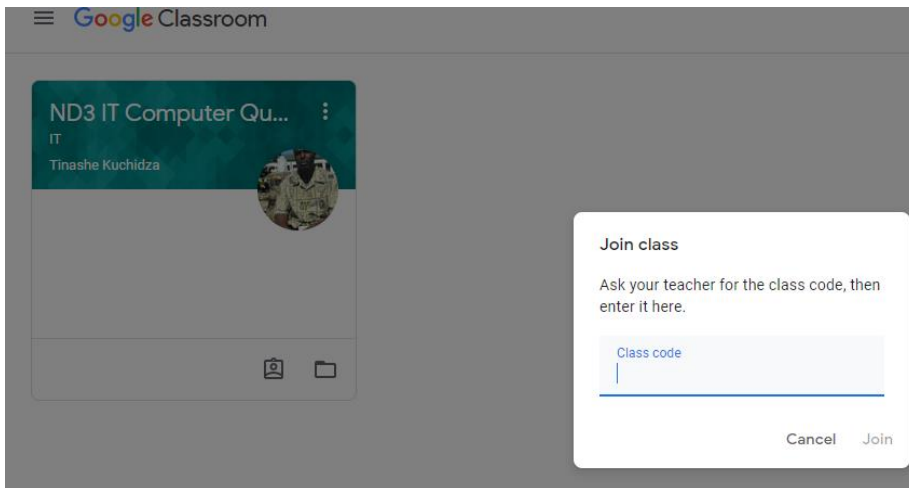 Google Classroom
ND3 IT Computer Qu...
IT
Tinashe Kuchidza
Join class
Ask your teacher for the class code, then
enter it here.
Class code
Cancel Join